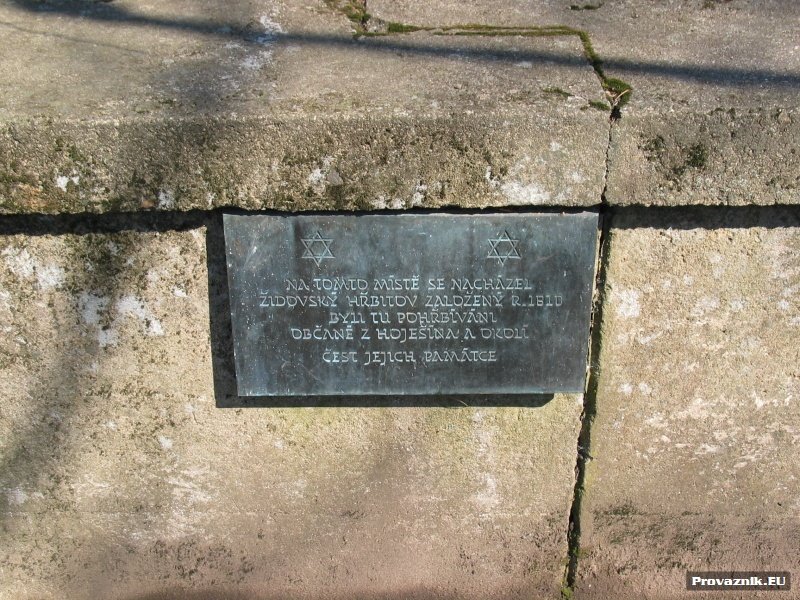 NA TOMTO MÍSTĚ SE NACHÁZEL
ŽIDOVSKÝ HŘBITOV ZALOŽENÝ R. 1810
BYLI TU POHŘBÍVÁNI
OBČANÉ Z HOJEŠÍNA A OKOLÍ
ČEST JEJICH PAMÁTCE
Provaznik.EU